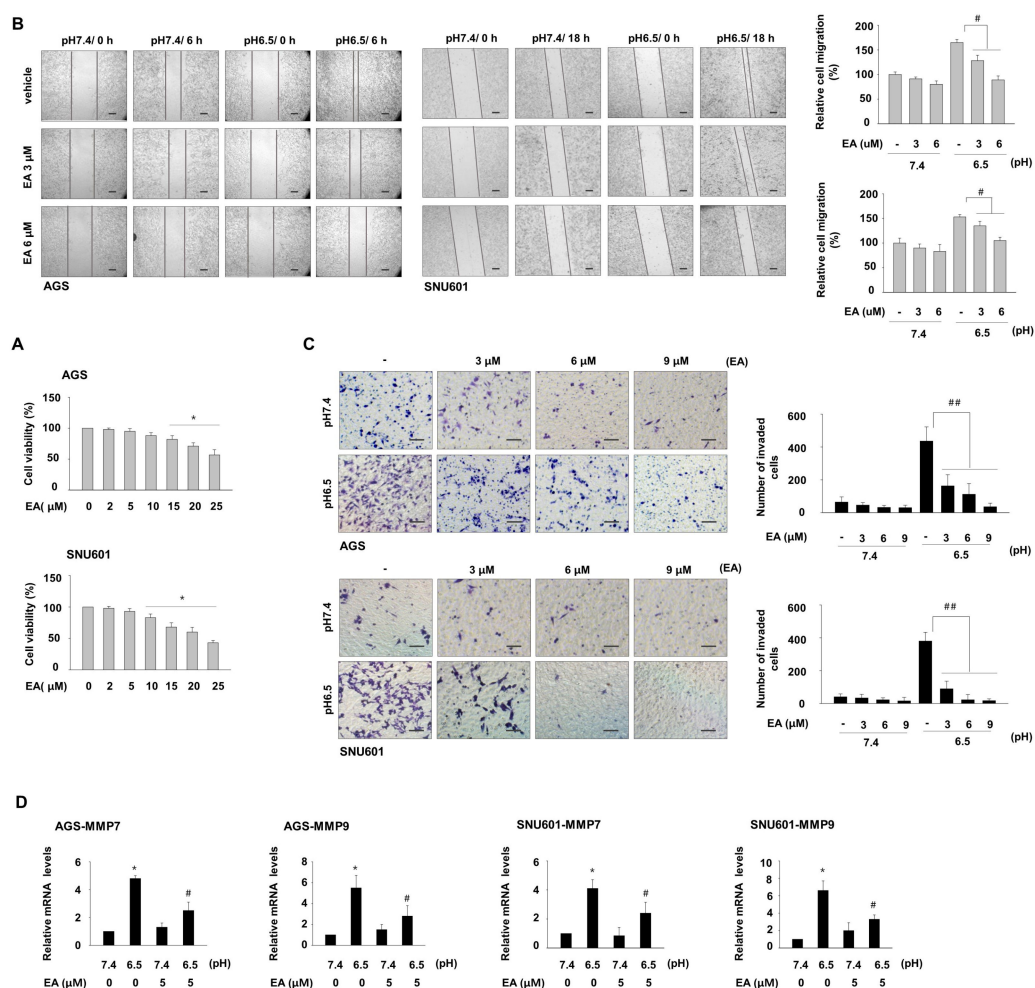 B
pH7.4/ 0 h pH7.4/ 6 h pH6.5/ 0 h pH6.5/ 6 h
vehicle
EA 3 μM
EA 6 μM
AGS
pH7.4/ 0 h pH7.4/ 18 h pH6.5/ 0 h pH6.5/ 18 h
SNU601
Relative cell migration (%)
200
150
100
50
0
#
EA (uM) - 3 6 - 3 6
7.4 6.5 (pH)
Relative cell migration (%)
200
150
100
50
0
#
EA (uM) - 3 6 - 3 6
7.4 6.5 (pH)
A
AGS
Cell viability (%)
150
100
50
0
*
0 2 5 10 15 20 25
EA( μM)
SNU601
Cell viability (%)
150
100
50
0
*
0 2 5 10 15 20 25
EA( μM)
C
- 3 μM 6 μM 9 μM (EA)
pH7.4
pH6.5
AGS
- 3 μM 6 μM 9 μM (EA)
pH7.4
pH6.5
SNU601
Number of invaded cells
600
400
200
0
##
EA (μM) - 3 6 9 - 3 6 9
7.4 6.5 (pH)
Number of invaded cells
600
400
200
0
##
EA (μM) - 3 6 9 - 3 6 9
7.4 6.5 (pH)
D
AGS-MMP7
Relative mRNA levels
6
4
2
0
*
#
7.4 6.5 7.4 6.5 (pH)
EA (μM) 0 0 5 5
AGS-MMP9
Relative mRNA levels
8
6
4
2
0
*
#
7.4 6.5 7.4 6.5 (pH)
EA (μM) 0 0 5 5
SNU601-MMP7
Relative mRNA levels
6
4
2
0
*
#
7.4 6.5 7.4 6.5 (pH)
EA (μM) 0 0 5 5
SNU601-MMP9
Relative mRNA levels
10
8
6
4
2
0
*
#
7.4 6.5 7.4 6.5 (pH)
EA (μM) 0 0 5 5